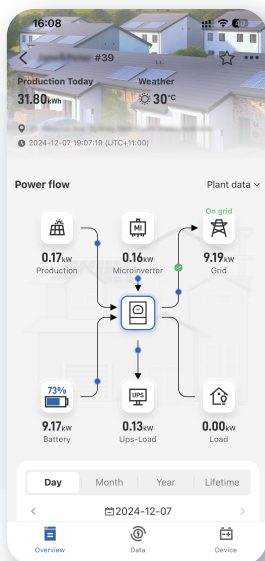 16:08
#39
Production Today
Weather
31.80kWh
30°C
2024-12-07 19:07:19 (UTC+11:00)
Power flow
Plant data
On grid
MI
0.17kW
0.16kW
9.19kW
Production
Microinverter
Grid
73%
UPS
9.17kW
0.13kW
0.00kW
Battery
Ups-Load
Load
Day
Month
Year
Lifetime
2024-12-07
Overview
Data
Device